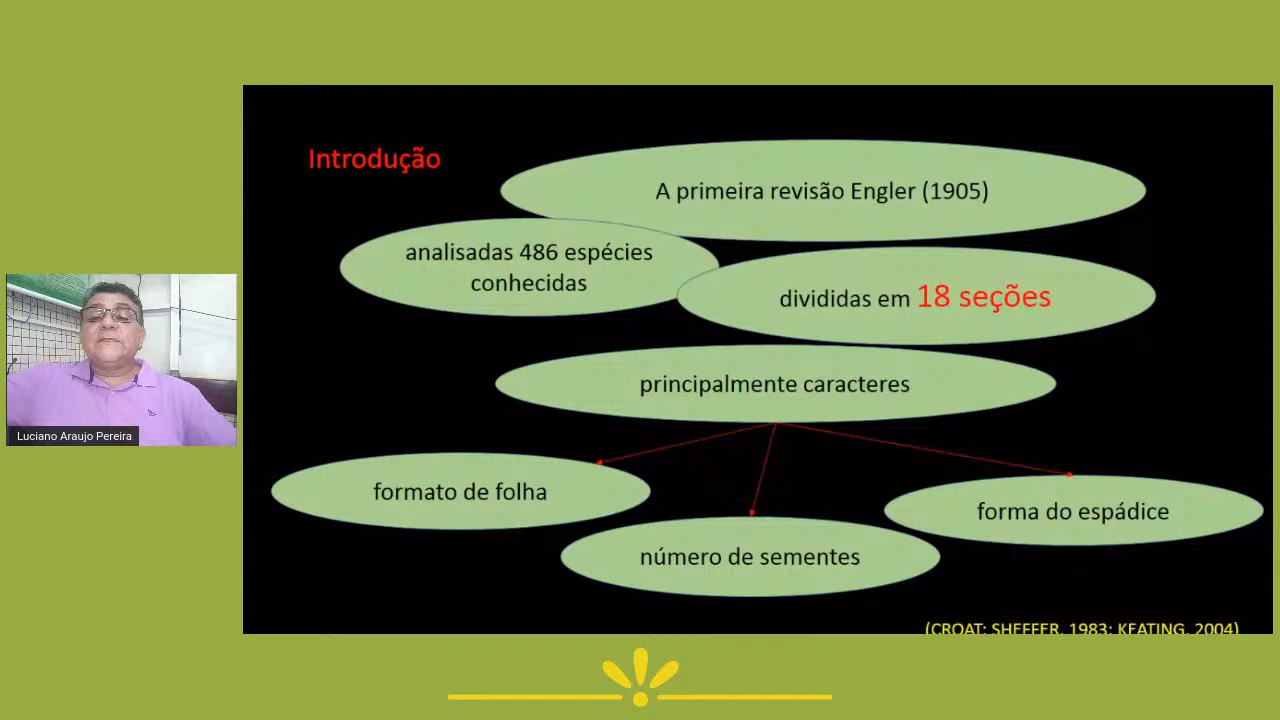 Introdução
A primeira revisão Engler (1905)
analisadas 486 espécies
conhecidas
divididas em 18 seções
principalmente caracteres
formato de folha
forma do espádice
número de sementes
(CROAT; SHEFFER, 1983; KEATING, 2004)
Luciano Araujo Pereira